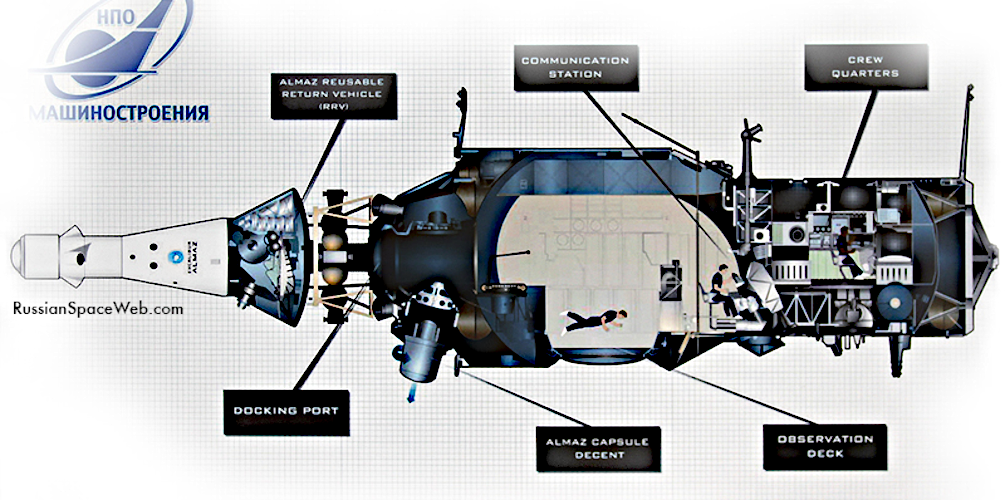 НПО
МАШИНОСТРОЕНИЯ
ALMAZ REUSABLE
RETURN VEHICLE
(RRV)
COMMUNICATION
STATION
CREW
QUARTERS
ALMAZ
RussianSpaceWeb.com
DOCKING PORT
ALMAZ CAPSULE
DECENT
OBSERVATION
DECK